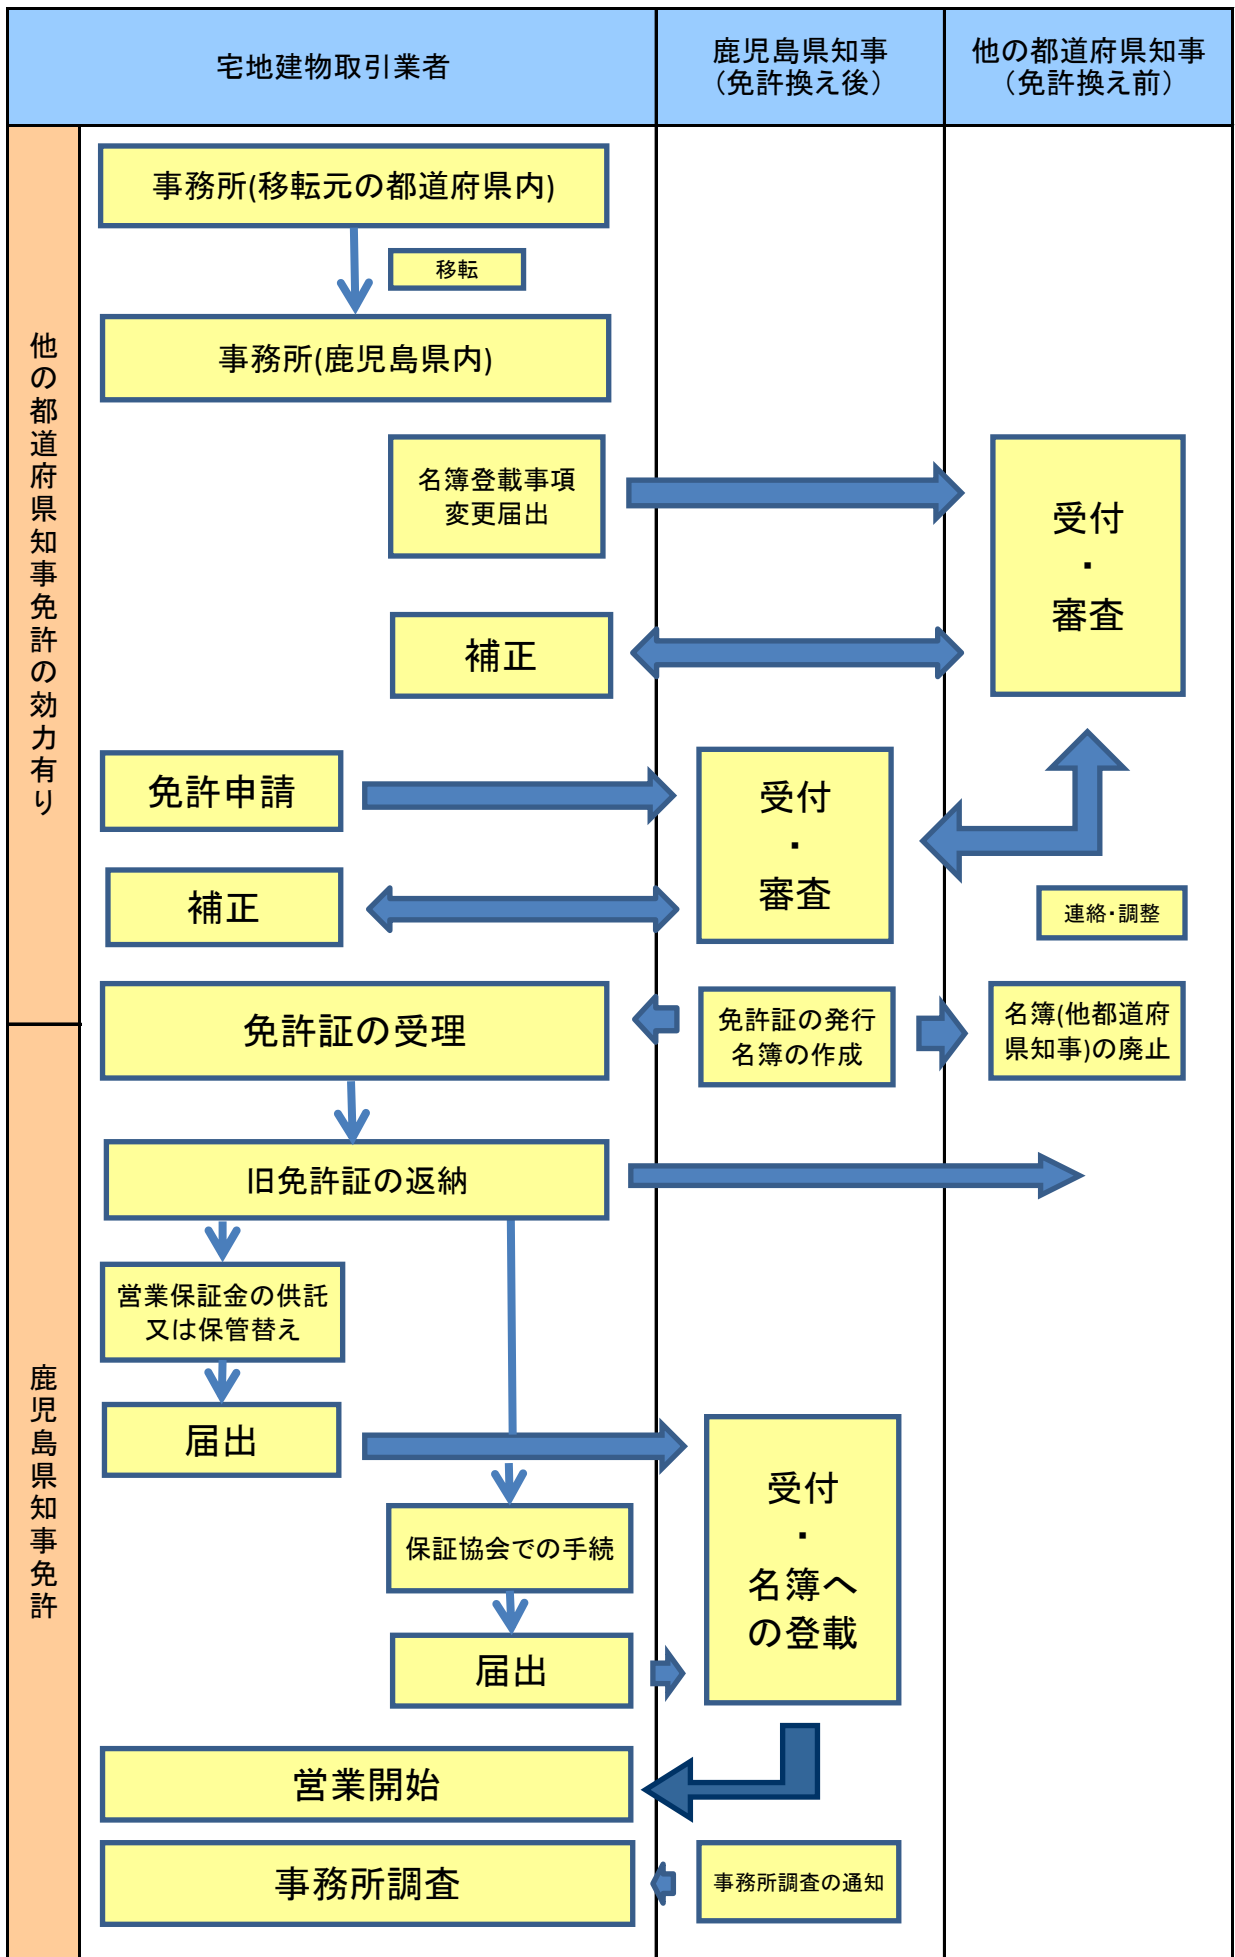 宅地建物取引業者
鹿児島県知事
（免許換え後）
他の都道府県知事
（免許換え前）
他の都道府県知事免許の効力有り
事務所(移転元の都道府県内)
移転
事務所(鹿児島県内)
名簿登載事項
変更届出
受付
・
審査
補正
免許申請
受付
・
審査
補正
連絡・調整
免許証の受理
免許証の発行
名簿の作成
名簿(他都道府
県知事)の廃止
鹿児島県知事免許
旧免許証の返納
営業保証金の供託
又は保管替え
届出
受付
・
名簿へ
の登載
保証協会での手続
届出
営業開始
事務所調査
事務所調査の通知